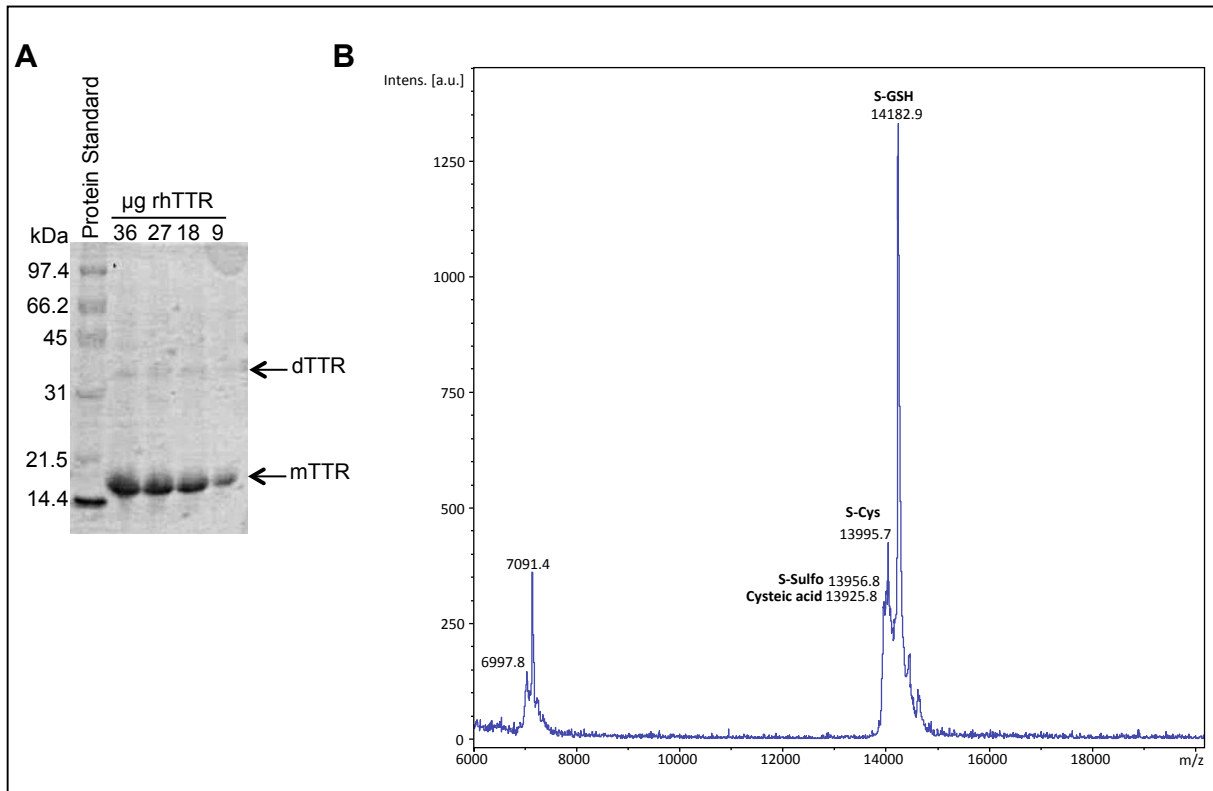 A
Protein Standard
µg rhTTR
kDa
36 27 18 9
97.4
66.2
45
dTTR
31
21.5
mTTR
14.4
B
Intens. [a.u.]
S-GSH
14182.9
1250
1000
750
500
S-Cys
13995.7
7091.4
S-Sulfo 13956.8
Cysteic acid 13925.8
250
6997.8
0
6000 8000 10000 12000 14000 16000 18000 m/z